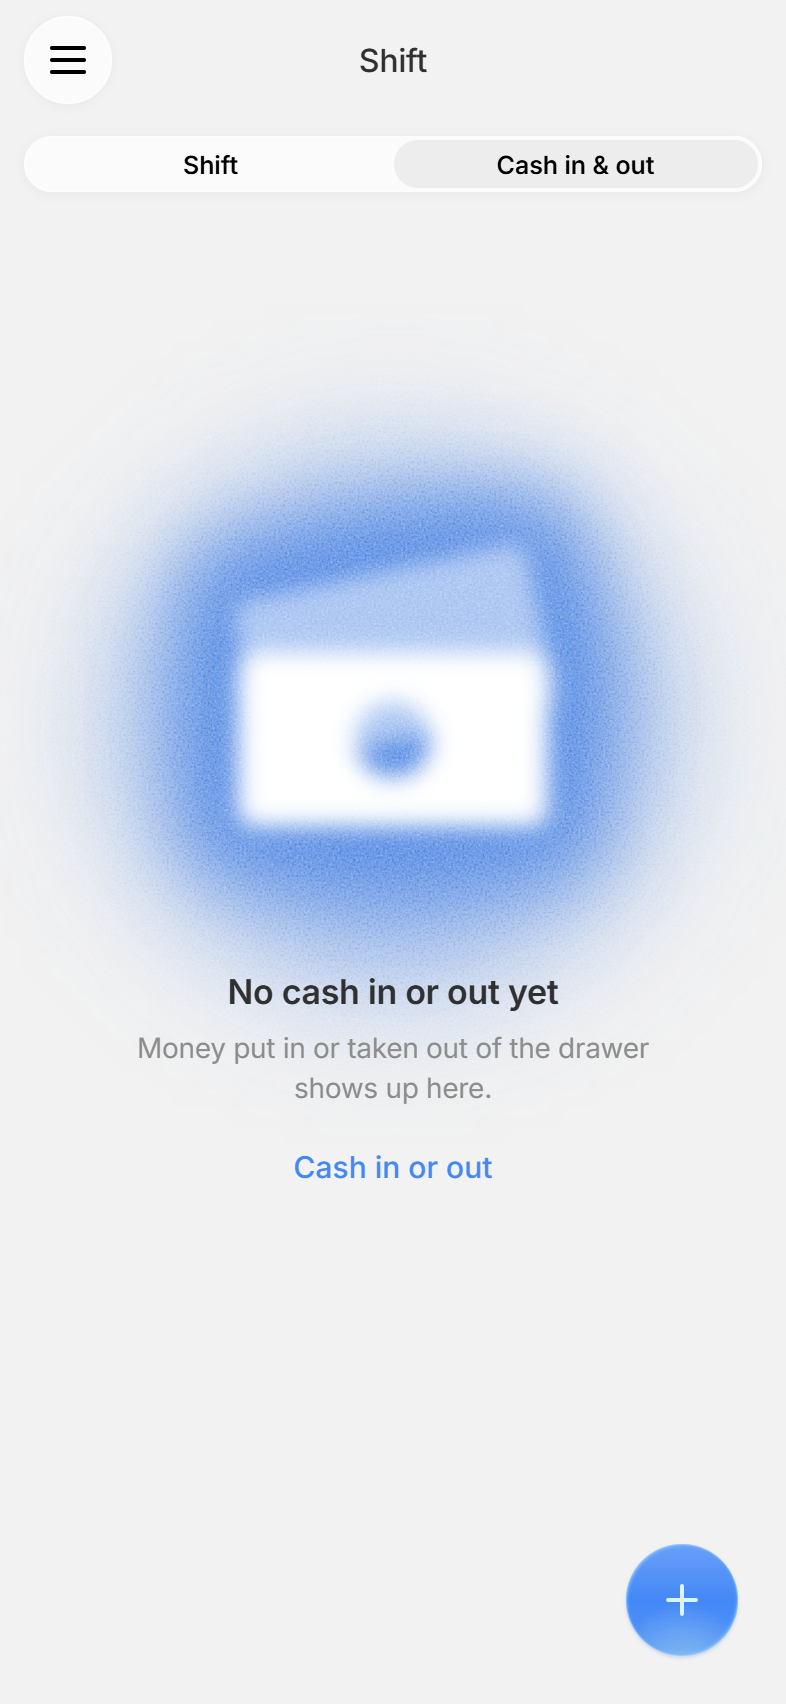 Shift
Shift
Cash in & out
No cash in or out yet
Money put in or taken out of the drawer
shows up here.
Cash in or out